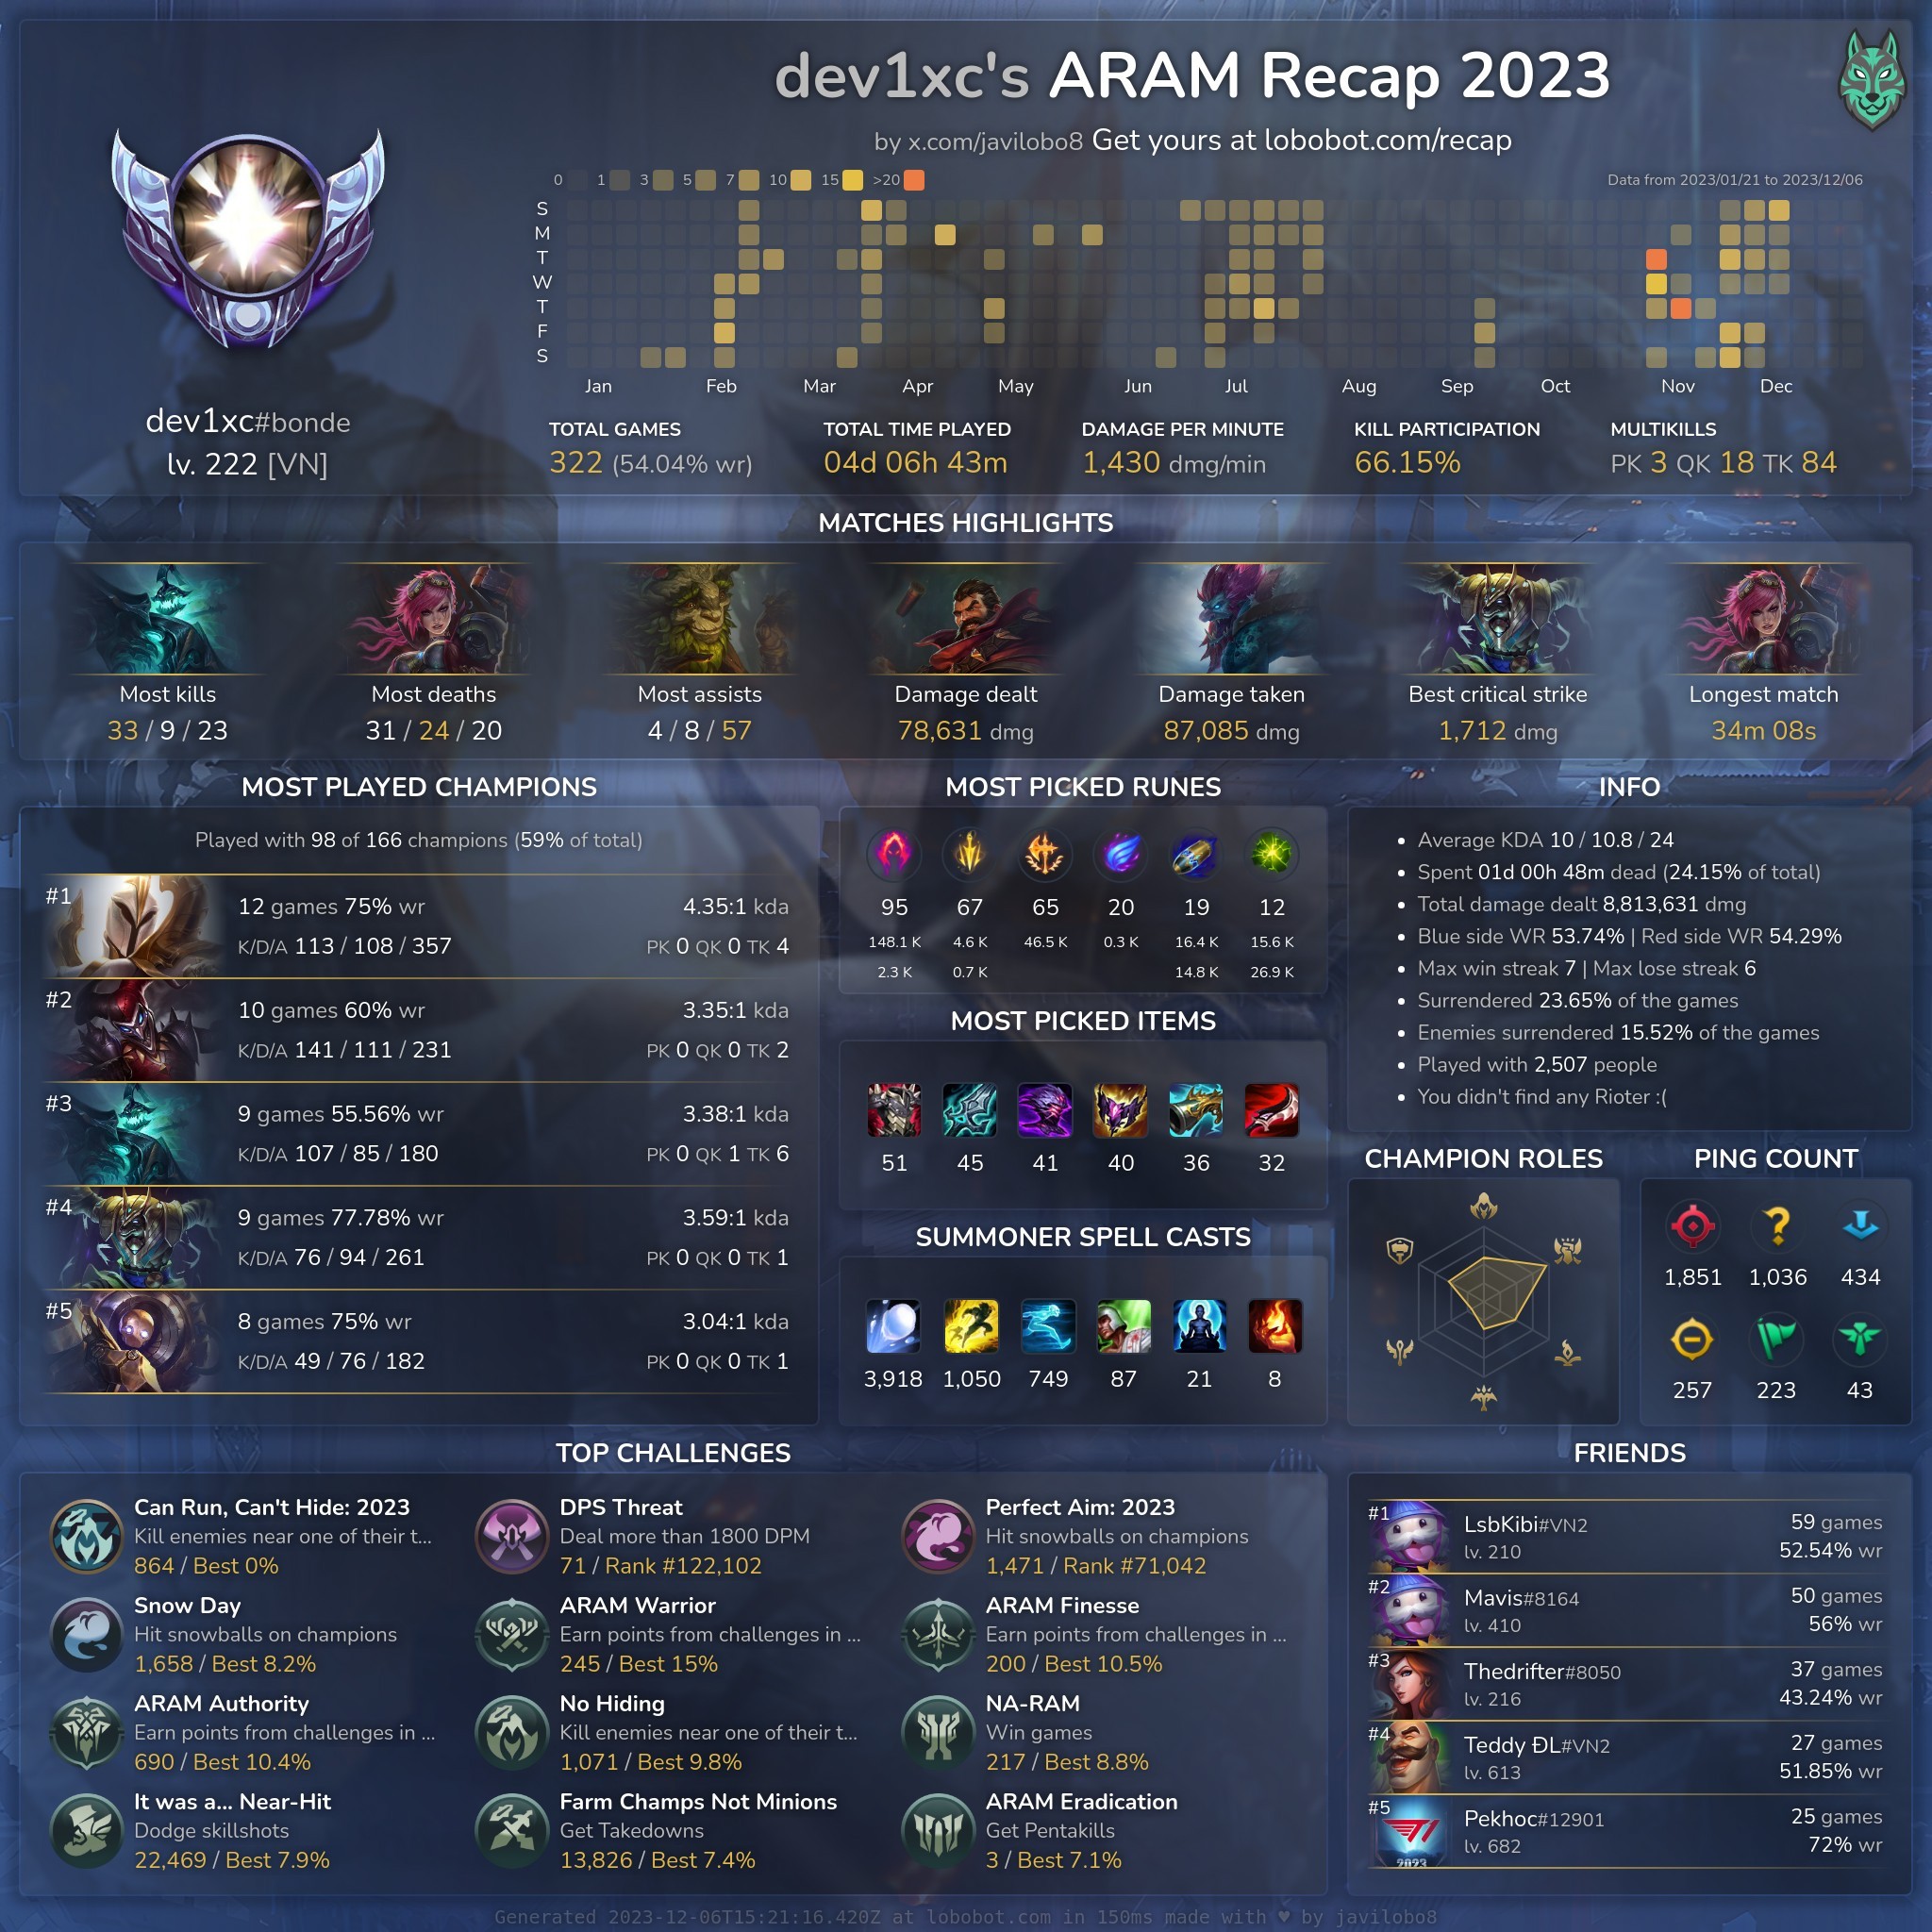 dev1xc's ARAM Recap 2023
by x.com/javilobo8 Get yours at lobobot.com/recap
0 1 3 5 7 10 15 >20
Data from 2023/01/21 to 2023/12/06
S
M
T
W
T
F
S
Jan Feb Mar Apr May Jun Jul Aug Sep Oct Nov Dec
dev1xc#bonde
lv. 222 [VN]
TOTAL GAMES
322 (54.04% wr)
TOTAL TIME PLAYED
04d 06h 43m
DAMAGE PER MINUTE
1,430 dmg/min
KILL PARTICIPATION
66.15%
MULTIKILLS
PK 3 QK 18 TK 84
MATCHES HIGHLIGHTS
Most kills
33 / 9 / 23
Most deaths
31 / 24 / 20
Most assists
4 / 8 / 57
Damage dealt
78,631 dmg
Damage taken
87,085 dmg
Best critical strike
1,712 dmg
Longest match
34m 08s
MOST PLAYED CHAMPIONS
Played with 98 of 166 champions (59% of total)
#1
12 games 75% wr
4.35:1 kda
K/D/A 113 / 108 / 357
PK 0 QK 0 TK 4
#2
10 games 60% wr
3.35:1 kda
K/D/A 141 / 111 / 231
PK 0 QK 0 TK 2
#3
9 games 55.56% wr
3.38:1 kda
K/D/A 107 / 85 / 180
PK 0 QK 1 TK 6
#4
9 games 77.78% wr
3.59:1 kda
K/D/A 76 / 94 / 261
PK 0 QK 0 TK 1
#5
8 games 75% wr
3.04:1 kda
K/D/A 49 / 76 / 182
PK 0 QK 0 TK 1
MOST PICKED RUNES
95 67 65 20 19 12
148.1 K 4.6 K 46.5 K 0.3 K 16.4 K 15.6 K
2.3 K 0.7 K 14.8 K 26.9 K
MOST PICKED ITEMS
51 45 41 40 36 32
SUMMONER SPELL CASTS
3,918 1,050 749 87 21 8
INFO
• Average KDA 10 / 10.8 / 24
• Spent 01d 00h 48m dead (24.15% of total)
• Total damage dealt 8,813,631 dmg
• Blue side WR 53.74% | Red side WR 54.29%
• Max win streak 7 | Max lose streak 6
• Surrendered 23.65% of the games
• Enemies surrendered 15.52% of the games
• Played with 2,507 people
• You didn't find any Rioter :(
CHAMPION ROLES
PING COUNT
1,851 1,036 434
257 223 43
TOP CHALLENGES
Can Run, Can't Hide: 2023
Kill enemies near one of their t...
864 / Best 0%
DPS Threat
Deal more than 1800 DPM
71 / Rank #122,102
Perfect Aim: 2023
Hit snowballs on champions
1,471 / Rank #71,042
Snow Day
Hit snowballs on champions
1,658 / Best 8.2%
ARAM Warrior
Earn points from challenges in ...
245 / Best 15%
ARAM Finesse
Earn points from challenges in ...
200 / Best 10.5%
ARAM Authority
Earn points from challenges in ...
690 / Best 10.4%
No Hiding
Kill enemies near one of their t...
1,071 / Best 9.8%
NA-RAM
Win games
217 / Best 8.8%
It was a... Near-Hit
Dodge skillshots
22,469 / Best 7.9%
Farm Champs Not Minions
Get Takedowns
13,826 / Best 7.4%
ARAM Eradication
Get Pentakills
3 / Best 7.1%
FRIENDS
#1
LsbKibi#VN2
lv. 210
59 games
52.54% wr
#2
Mavis#8164
lv. 410
50 games
56% wr
#3
Thedrifter#8050
lv. 216
37 games
43.24% wr
#4
Teddy ĐL#VN2
lv. 613
27 games
51.85% wr
#5
2023
Pekhoc#12901
lv. 682
25 games
72% wr
Generated 2023-12-06T15:21:16.420Z at lobobot.com in 150ms made with ♥ by javilobo8